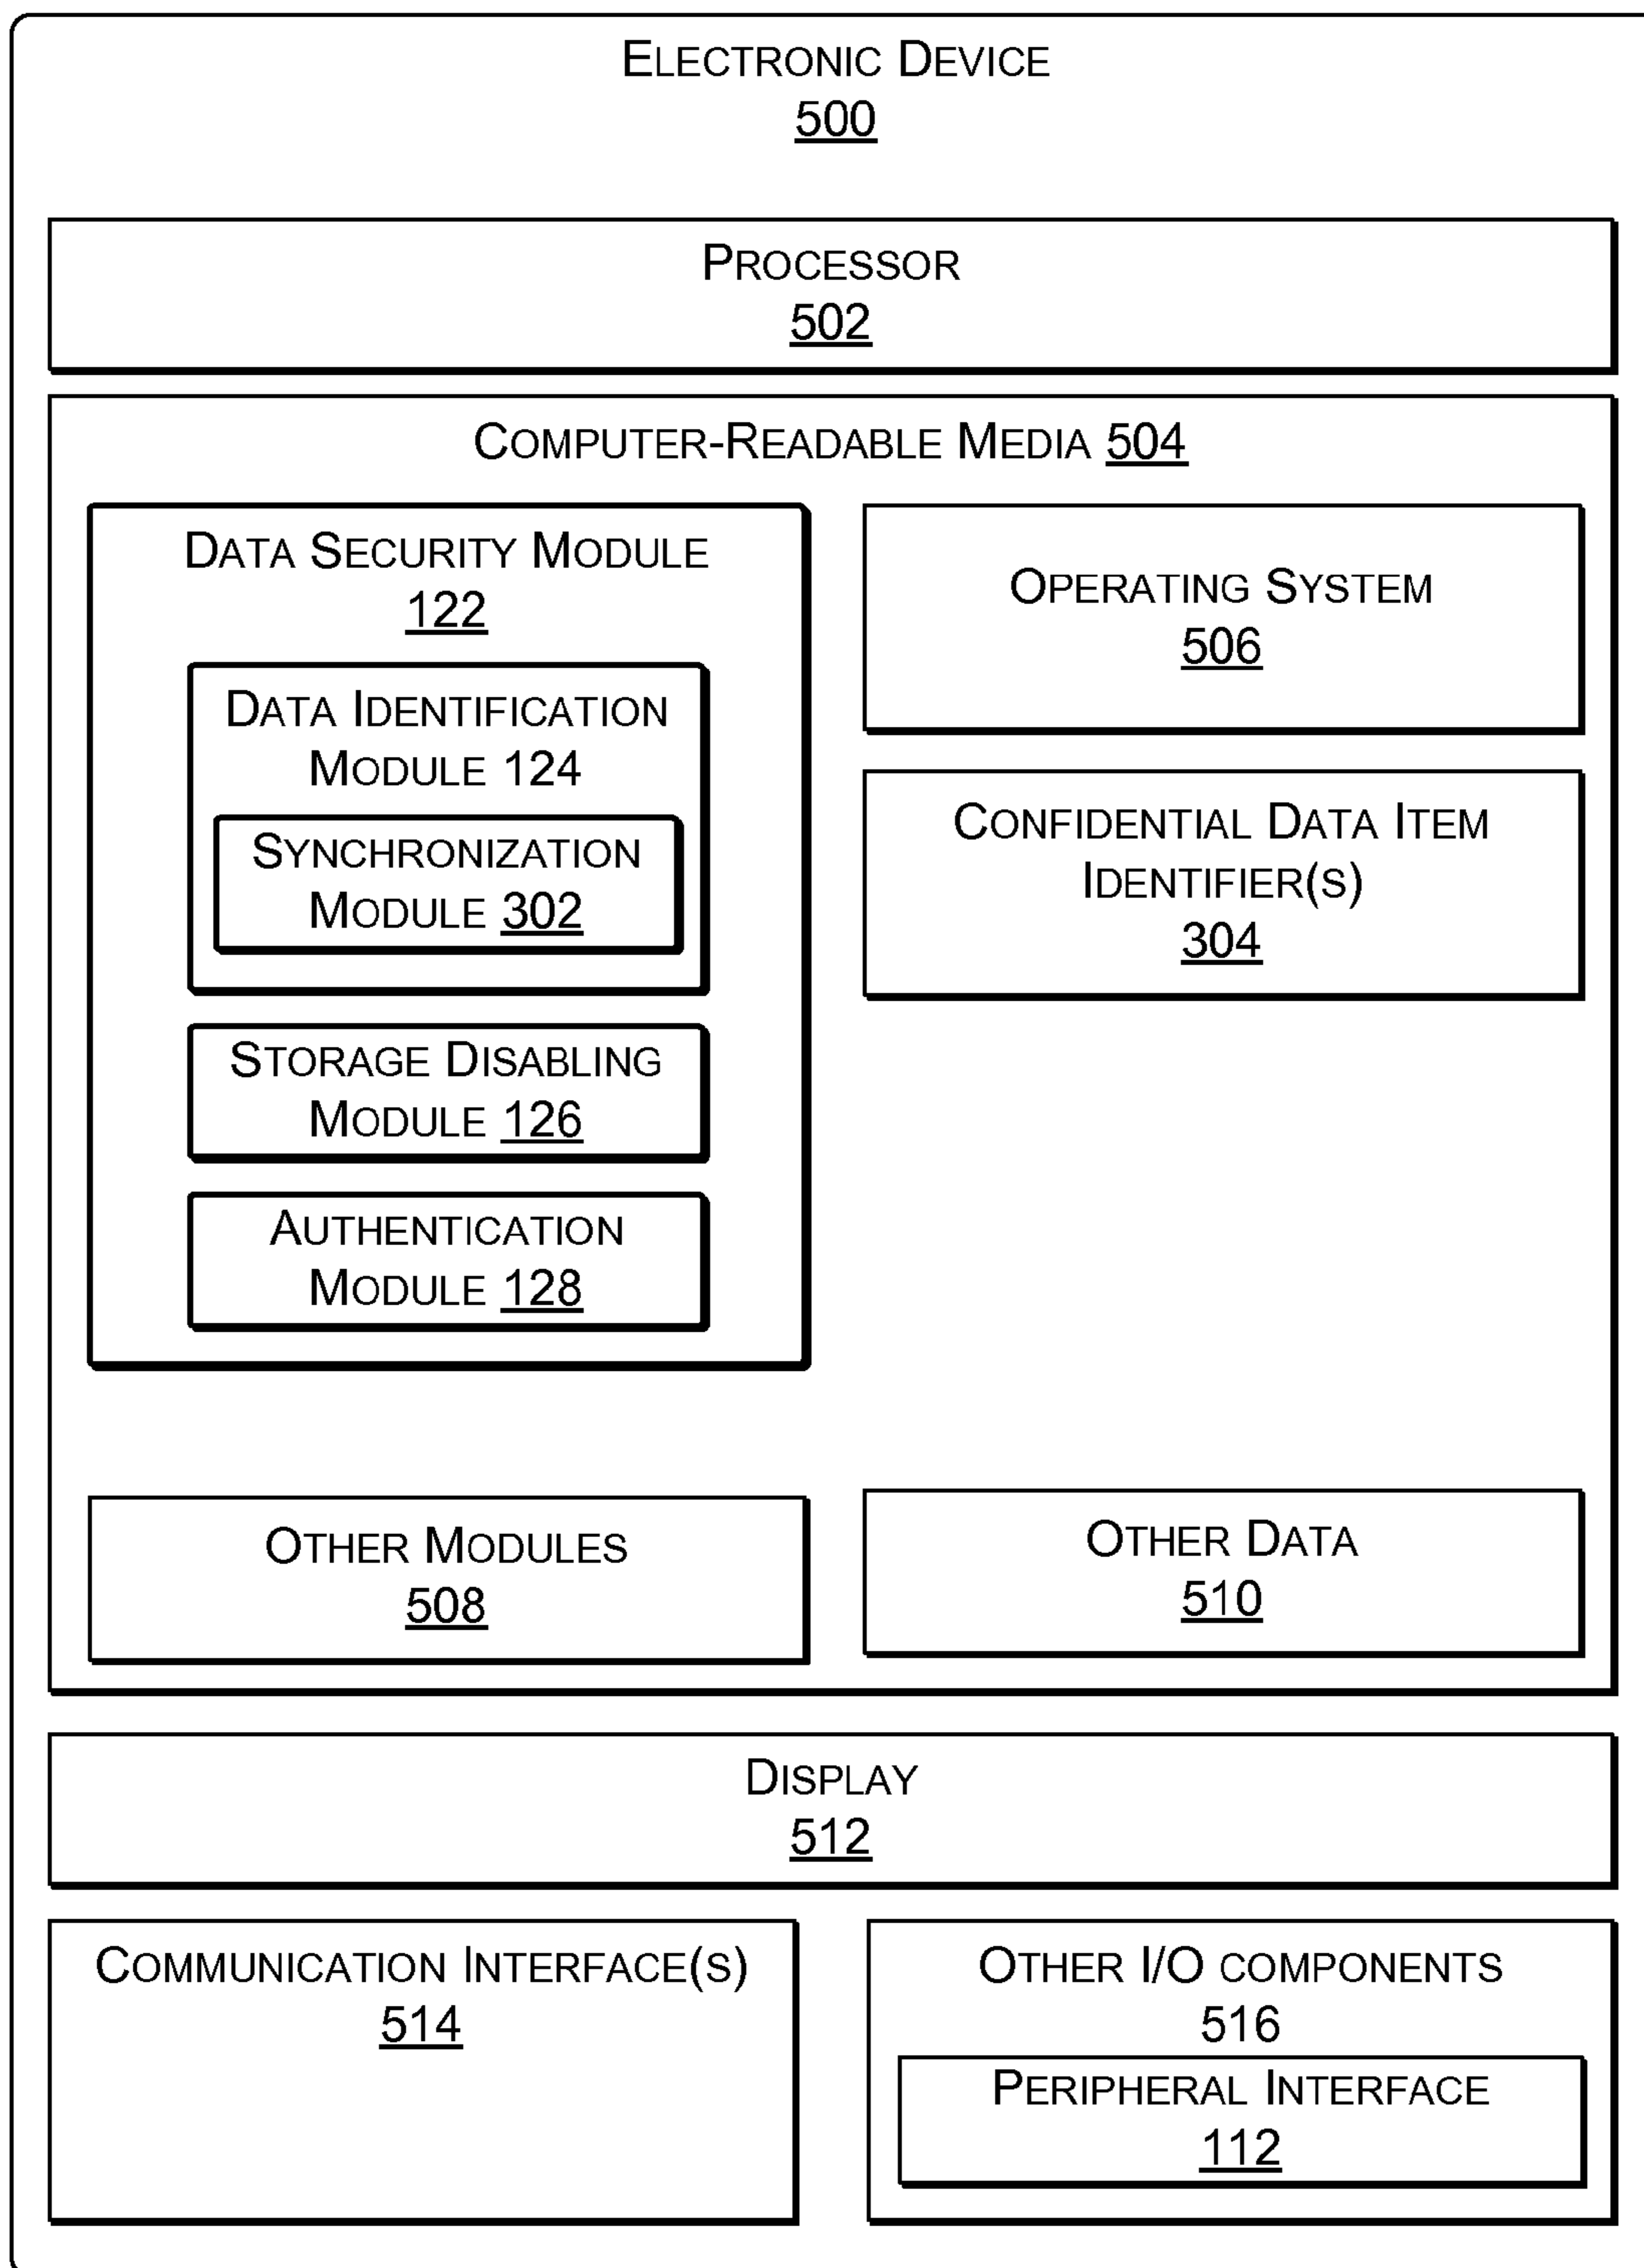 ELECTRONIC DEVICE
500
PROCESSOR
502
COMPUTER-READABLE MEDIA 504
DATA SECURITY MODULE
122
DATA IDENTIFICATION
MODULE 124
SYNCHRONIZATION
MODULE 302
STORAGE DISABLING
MODULE 126
AUTHENTICATION
MODULE 128
OPERATING SYSTEM
506
CONFIDENTIAL DATA ITEM
IDENTIFIER(S)
304
OTHER MODULES
508
OTHER DATA
510
DISPLAY
512
COMMUNICATION INTERFACE(S)
514
OTHER I/O COMPONENTS
516
PERIPHERAL INTERFACE
112